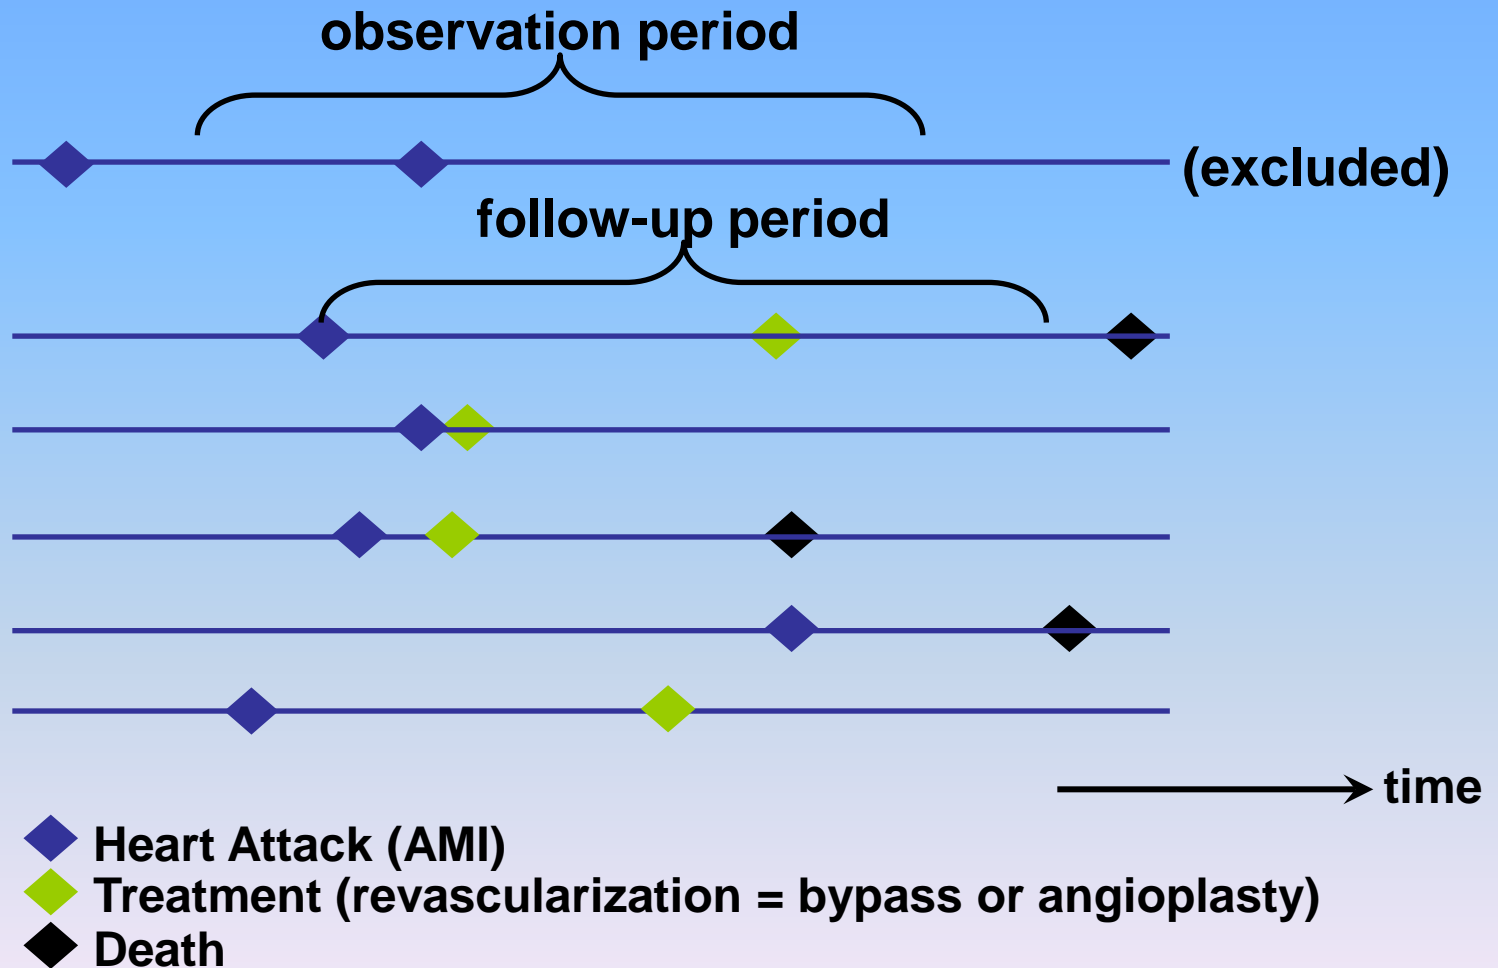 observation period
(excluded)
follow-up period
time
Heart Attack (AMI)
Treatment (revascularization = bypass or angioplasty)
Death